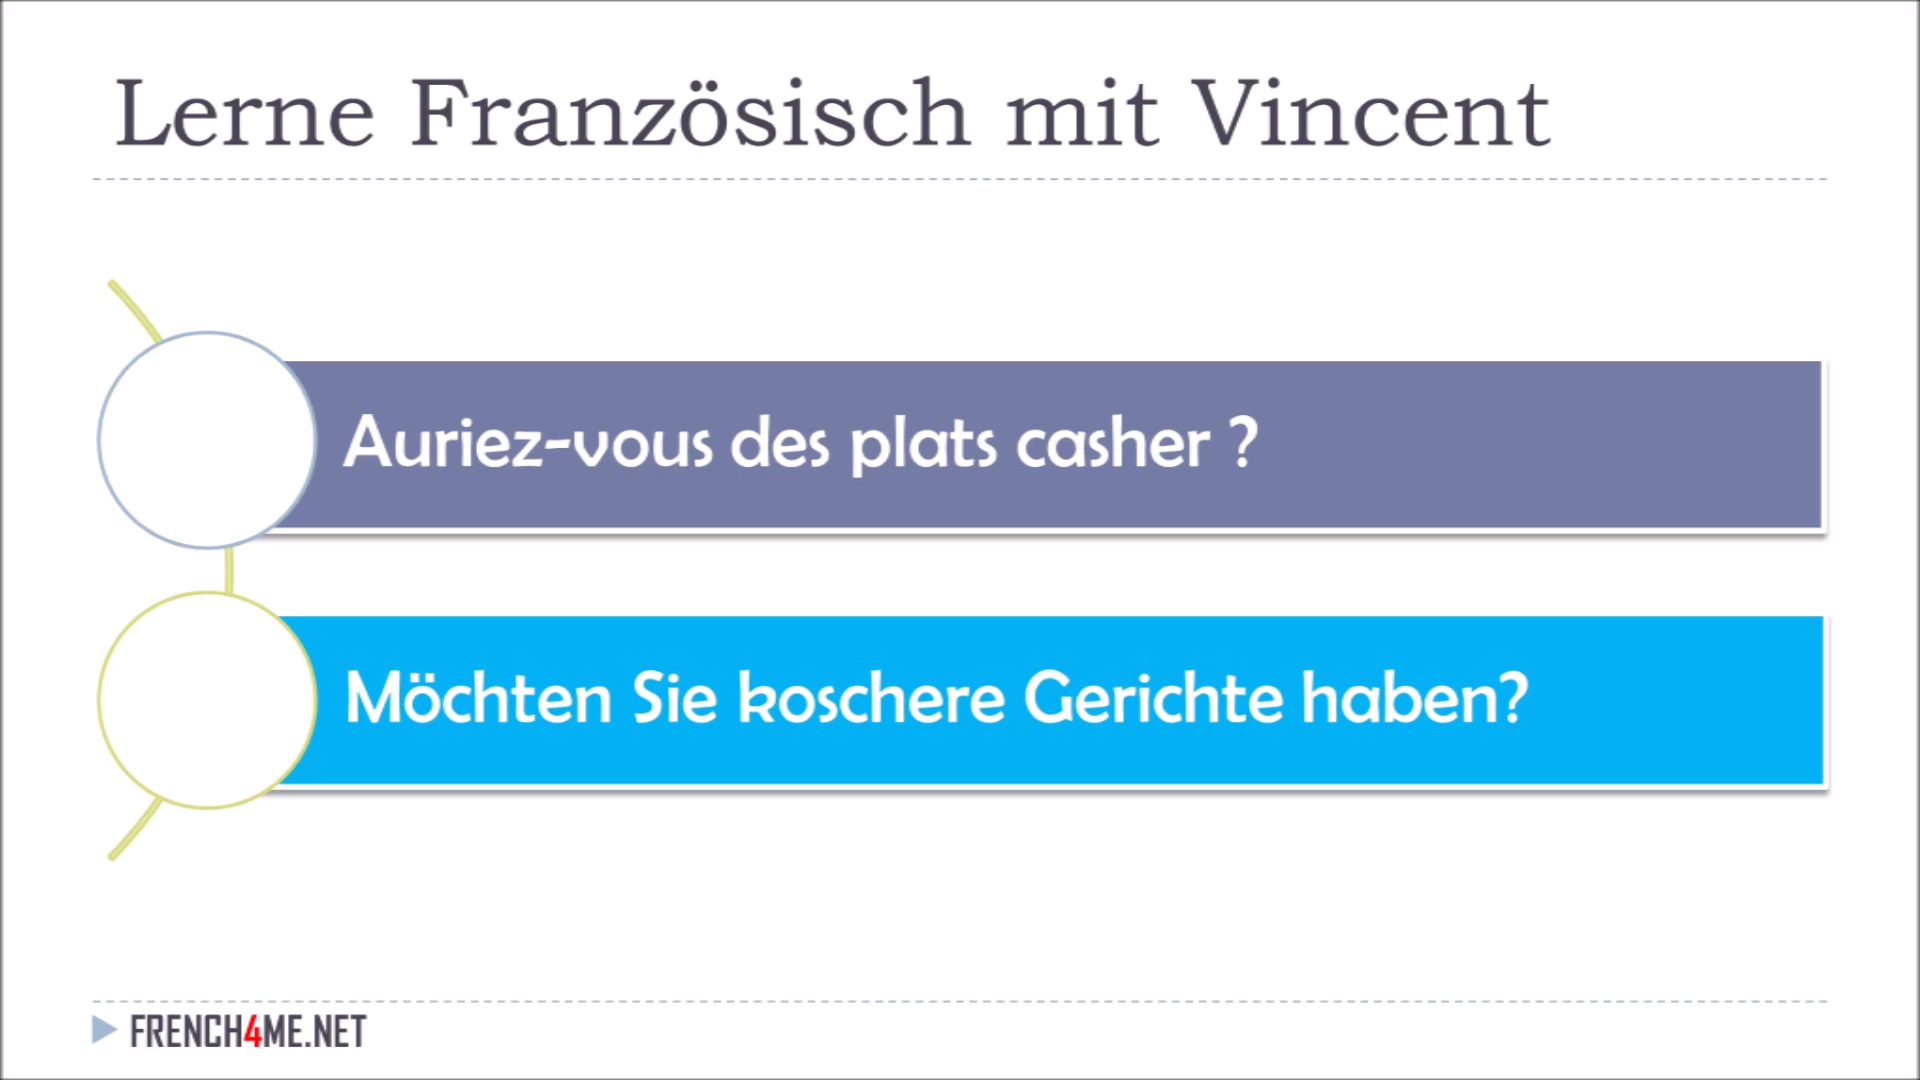 Lerne Französisch mit Vincent
Auriez-vous des plats casher ?
Möchten Sie koschere Gerichte haben?
FRENCH4ME.NET